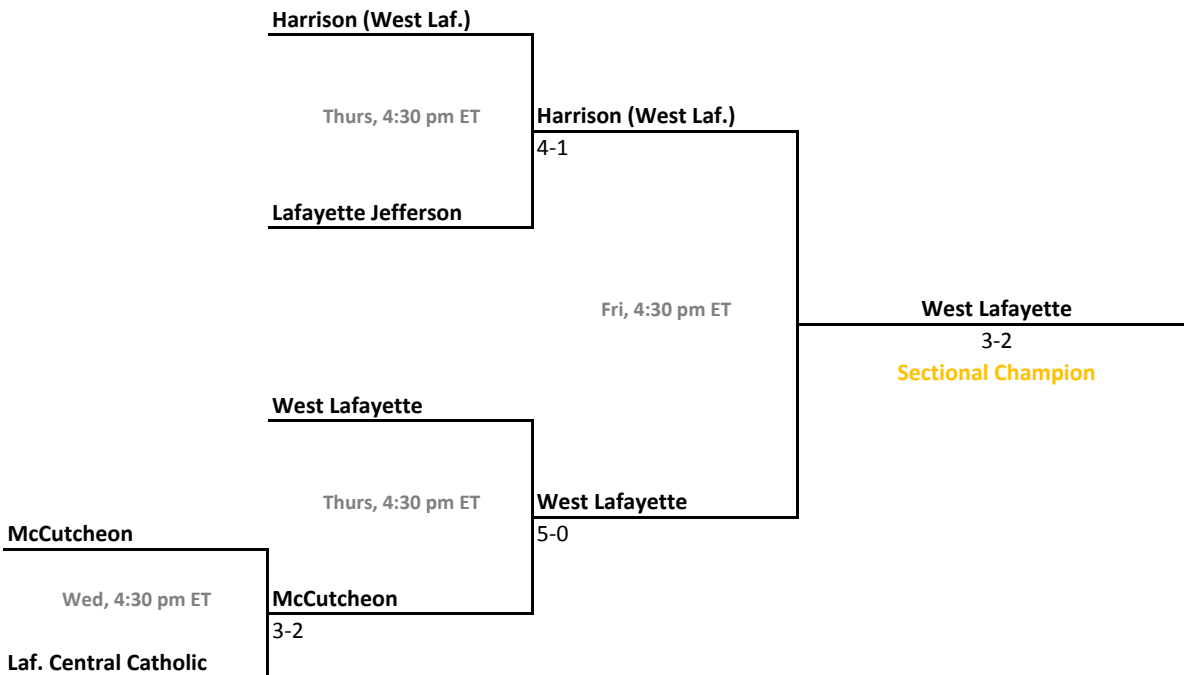 Harrison (West Laf.)
Thurs, 4:30 pm ET
Harrison (West Laf.)
4-1
Lafayette Jefferson
Fri, 4:30 pm ET
West Lafayette
3-2
Sectional Champion
West Lafayette
Thurs, 4:30 pm ET
West Lafayette
5-0
McCutcheon
Wed, 4:30 pm ET
McCutcheon
3-2
Laf. Central Catholic